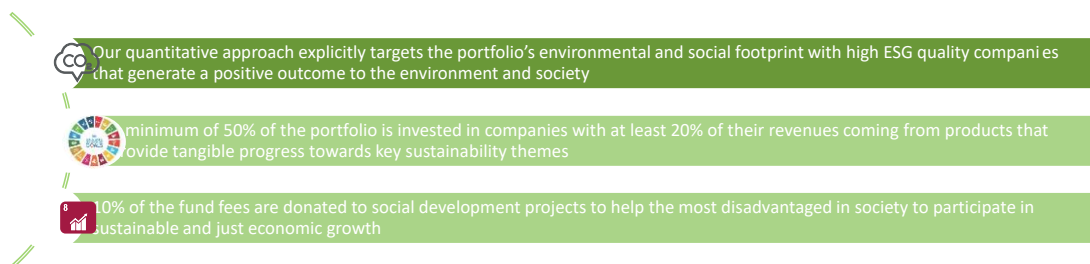 CO2
Our quantitative approach explicitly targets the portfolio's environmental and social footprint with high ESG quality companies
that generate a positive outcome to the environment and society
minimum of 50% of the portfolio is invested in companies with at least 20% of their revenues coming from products that
ovide tangible progress towards key sustainability themes
8
10% of the fund fees are donated to social development projects to help the most disadvantaged in society to participate in
sustainable and just economic growth